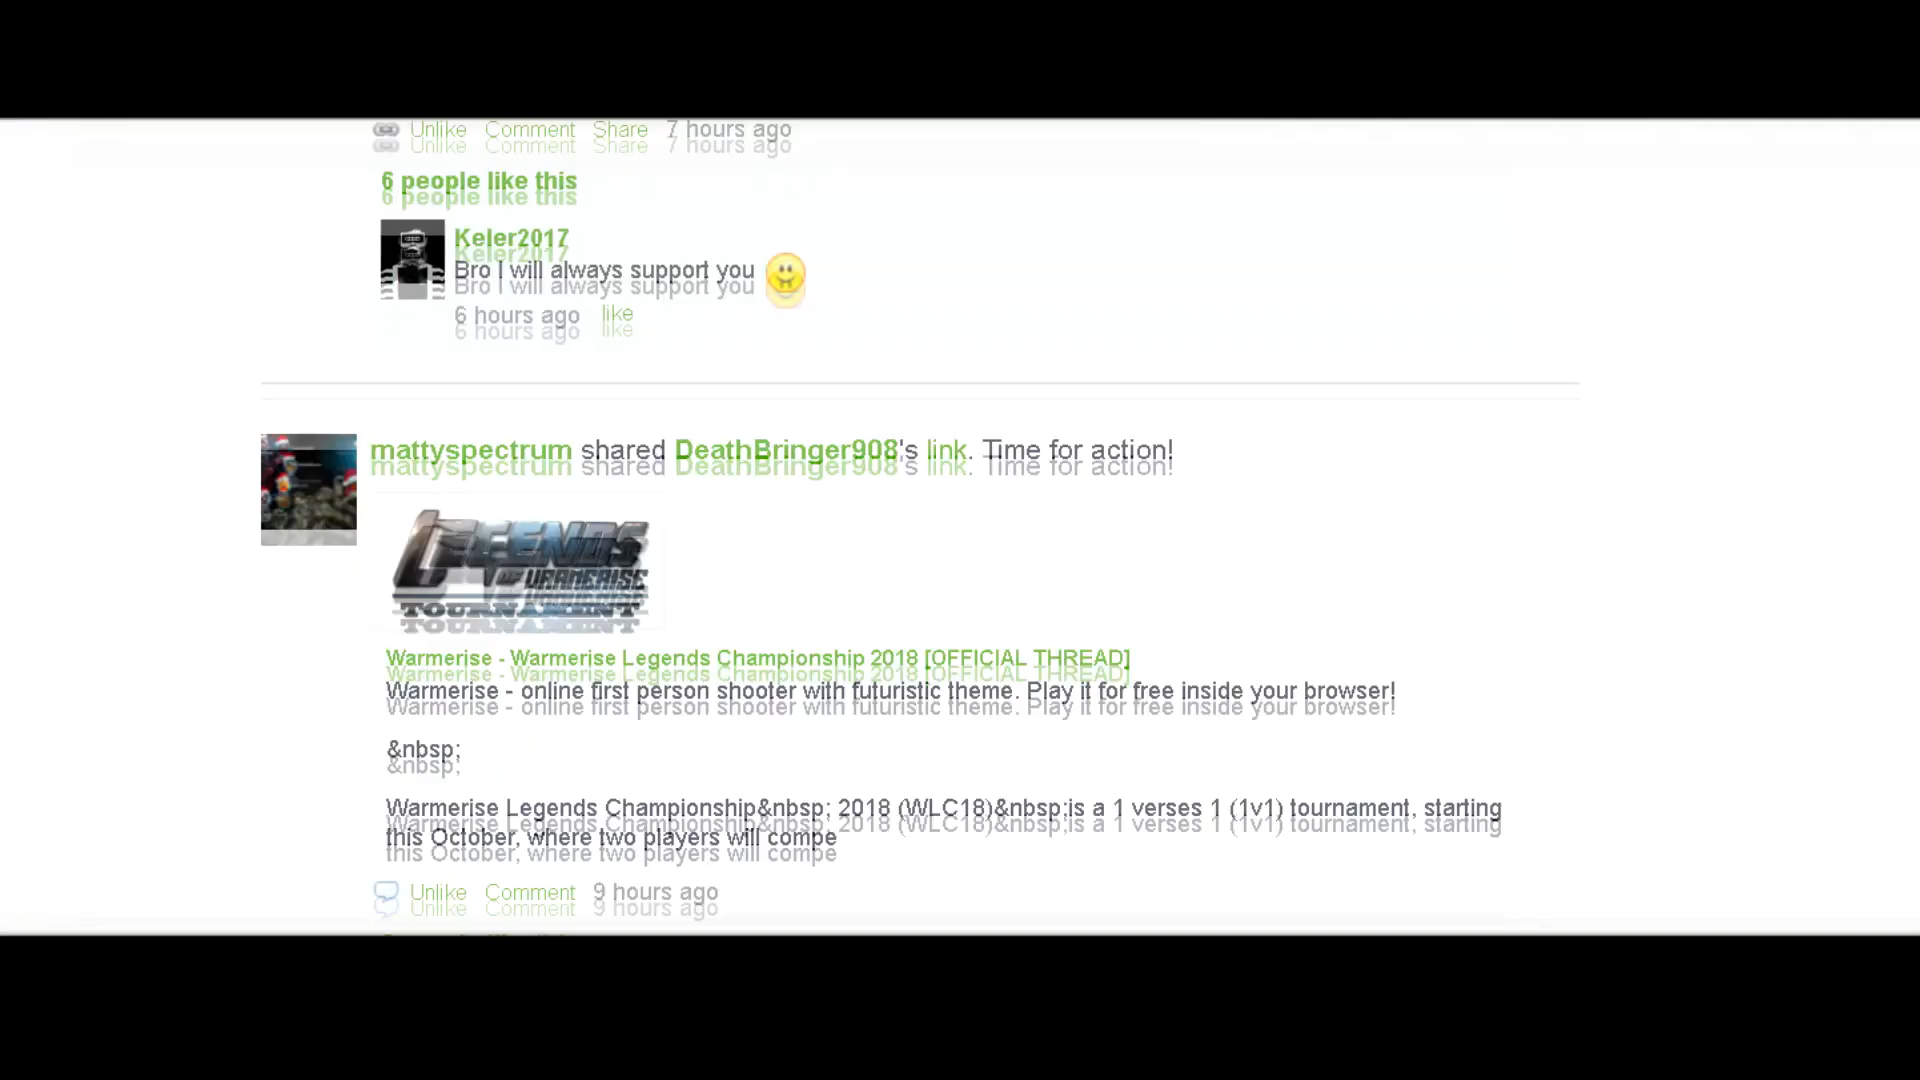 Unlike Comment Share 7 hours ago
6 people like this
Keler2017
Bro I will always support you
6 hours ago like
mattyspectrum shared DeathBringer908's link. Time for action!
LEGENDS
OF WARMERISE
TOURNAMENT
Warmerise - Warmerise Legends Championship 2018 [OFFICIAL THREAD]
Warmerise - online first person shooter with futuristic theme. Play it for free inside your browser!
&nbsp;
Warmerise Legends Championship&nbsp; 2018 (WLC18)&nbsp;is a 1 verses 1 (1v1) tournament, starting
this October, where two players will compe
Unlike Comment 9 hours ago